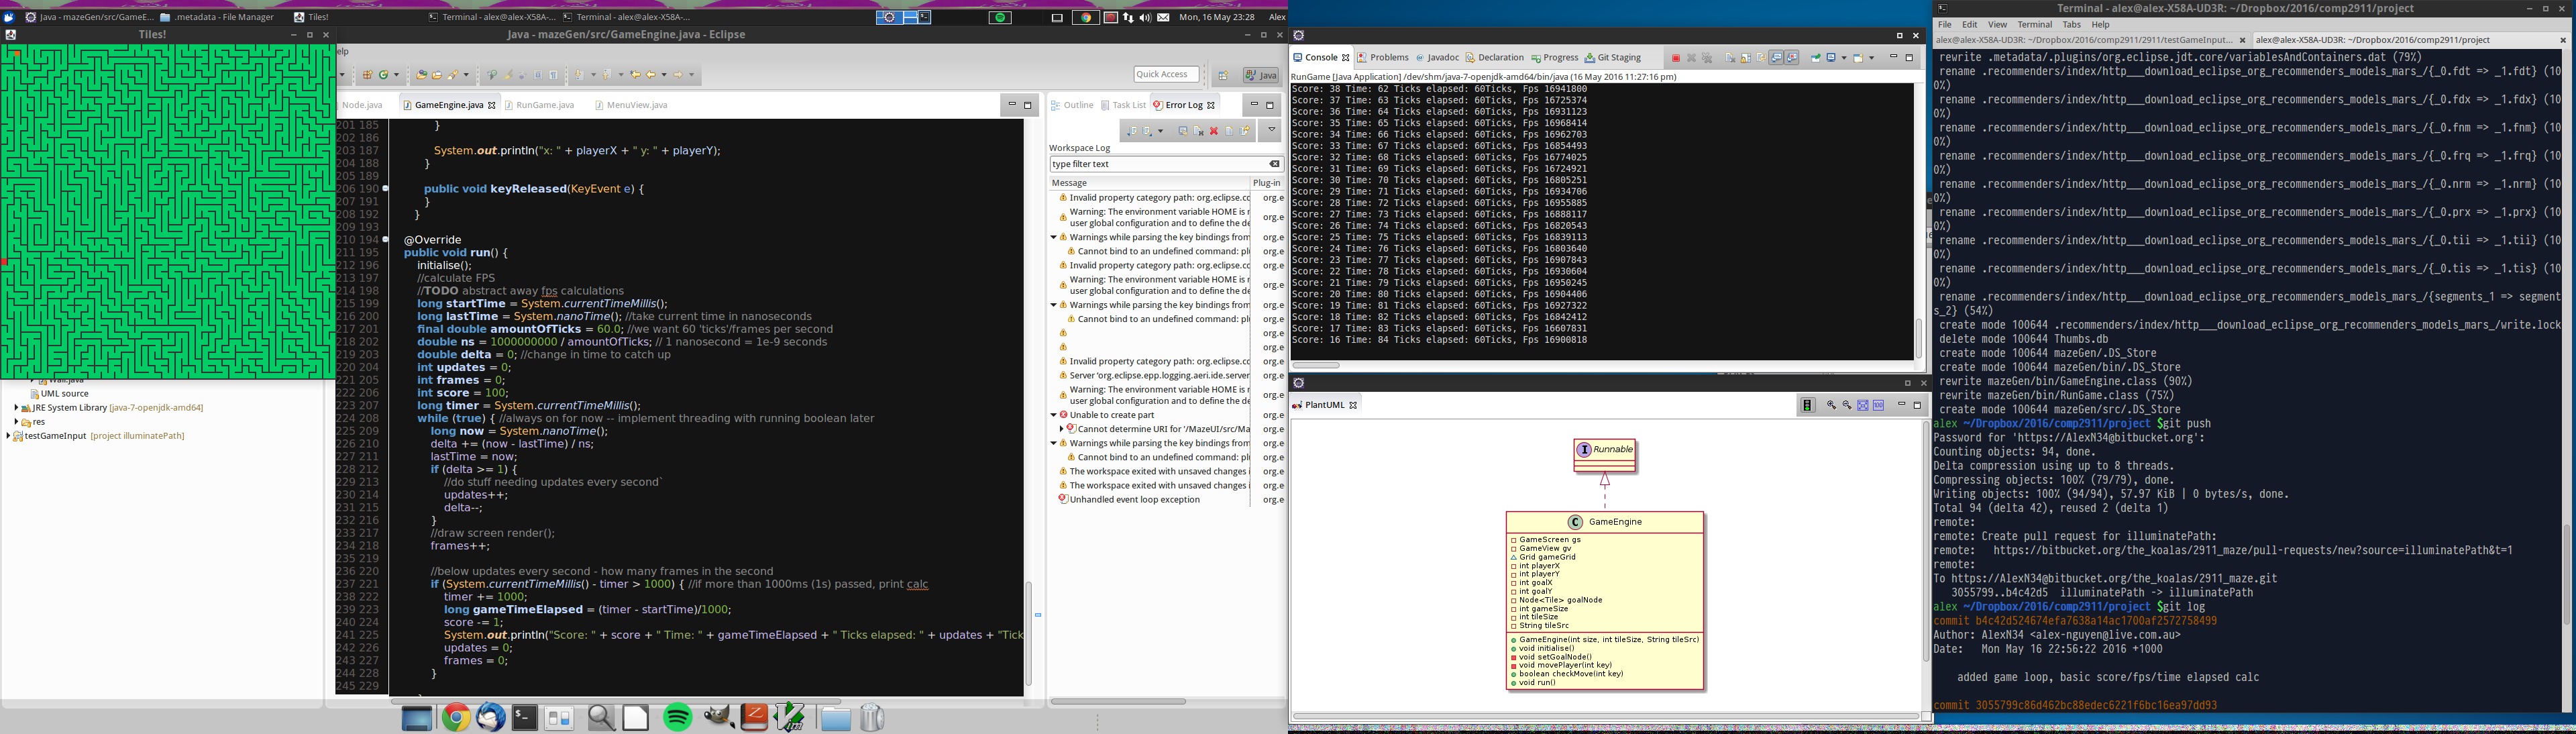 Java - mazeGen/src/GameE...
.metadata - File Manager
Tiles!
Terminal - alex@alex-X58A-...
Terminal - alex@alex-X58A-...
Mon, 16 May 23:28
Alex
Tiles!
Java - mazeGen/src/GameEngine.java - Eclipse
elp
Quick Access
Java
Node.java
GameEngine.java
RunGame.java
MenuView.java
UML source
JRE System Library [java-7-openjdk-amd64]
res
testGameInput [project illuminatePath]
201 185 }
202 186
203 187 System.out.println("x: " + playerX + " y: " + playerY);
204 188 }
205 189
206 190 public void keyReleased(KeyEvent e) {
207 191 }
208 192 }
209 193
210 194 @Override
211 195 public void run() {
212 196 initialise();
213 197 //calculate FPS
214 198 //TODO abstract away fps calculations
215 199 long startTime = System.currentTimeMillis();
216 200 long lastTime = System.nanoTime(); //take current time in nanoseconds
217 201 final double amountOfTicks = 60.0; //we want 60 'ticks'/frames per second
218 202 double ns = 1000000000 / amountOfTicks; // 1 nanosecond = 1e-9 seconds
219 203 double delta = 0; //change in time to catch up
220 204 int updates = 0;
221 205 int frames = 0;
222 206 int score = 100;
223 207 long timer = System.currentTimeMillis();
224 208 while (true) { //always on for now -- implement threading with running boolean later
225 209 long now = System.nanoTime();
226 210 delta += (now - lastTime) / ns;
227 211 lastTime = now;
228 212 if (delta >= 1) {
229 213 //do stuff needing updates every second`
230 214 updates++;
231 215 delta--;
232 216 }
233 217 //draw screen render();
234 218 frames++;
235 219
236 220 //below updates every second - how many frames in the second
237 221 if (System.currentTimeMillis() - timer > 1000) { //if more than 1000ms (1s) passed, print calc
238 222 timer += 1000;
239 223 long gameTimeElapsed = (timer - startTime)/1000;
240 224 score -= 1;
241 225 System.out.println("Score: " + score + " Time: " + gameTimeElapsed + " Ticks elapsed: " + updates + "Tick
242 226 updates = 0;
243 227 frames = 0;
244 228 }
245 229
Outline
Task List
Error Log
Workspace Log
type filter text
Message
Plug-in
Invalid property category path: org.eclipse.cc org.e
Warning: The environment variable HOME is r org.e
user global configuration and to define the de
Warnings while parsing the key bindings from org.e
Cannot bind to an undefined command: pl org.e
Invalid property category path: org.eclipse.cc org.e
Warning: The environment variable HOME is r org.e
user global configuration and to define the de
Warnings while parsing the key bindings from org.e
Cannot bind to an undefined command: pl org.e
org.e
org.e
Invalid property category path: org.eclipse.cc org.e
Server 'org.eclipse.epp.logging.aeri.ide.server org.e
Warning: The environment variable HOME is r org.e
user global configuration and to define the de
Unable to create part org.e
Cannot determine URI for '/MazeUI/src/Ma org.e
Warnings while parsing the key bindings from org.e
Cannot bind to an undefined command: pl org.e
The workspace exited with unsaved changes i org.e
The workspace exited with unsaved changes i org.e
Unhandled event loop exception org.e
Console
Problems
Javadoc
Declaration
Progress
Git Staging
RunGame [Java Application] /dev/shm/java-7-openjdk-amd64/bin/java (16 May 2016 11:27:16 pm)
Score: 38 Time: 62 Ticks elapsed: 60Ticks, Fps 16941800
Score: 37 Time: 63 Ticks elapsed: 60Ticks, Fps 16725374
Score: 36 Time: 64 Ticks elapsed: 60Ticks, Fps 16931123
Score: 35 Time: 65 Ticks elapsed: 60Ticks, Fps 16968414
Score: 34 Time: 66 Ticks elapsed: 60Ticks, Fps 16962703
Score: 33 Time: 67 Ticks elapsed: 60Ticks, Fps 16854493
Score: 32 Time: 68 Ticks elapsed: 60Ticks, Fps 16774025
Score: 31 Time: 69 Ticks elapsed: 60Ticks, Fps 16724921
Score: 30 Time: 70 Ticks elapsed: 60Ticks, Fps 16805251
Score: 29 Time: 71 Ticks elapsed: 60Ticks, Fps 16934706
Score: 28 Time: 72 Ticks elapsed: 60Ticks, Fps 16955885
Score: 27 Time: 73 Ticks elapsed: 60Ticks, Fps 16888117
Score: 26 Time: 74 Ticks elapsed: 60Ticks, Fps 16820543
Score: 25 Time: 75 Ticks elapsed: 60Ticks, Fps 16839113
Score: 24 Time: 76 Ticks elapsed: 60Ticks, Fps 16803640
Score: 23 Time: 77 Ticks elapsed: 60Ticks, Fps 16907843
Score: 22 Time: 78 Ticks elapsed: 60Ticks, Fps 16930604
Score: 21 Time: 79 Ticks elapsed: 60Ticks, Fps 16950245
Score: 20 Time: 80 Ticks elapsed: 60Ticks, Fps 16904406
Score: 19 Time: 81 Ticks elapsed: 60Ticks, Fps 16927322
Score: 18 Time: 82 Ticks elapsed: 60Ticks, Fps 16842412
Score: 17 Time: 83 Ticks elapsed: 60Ticks, Fps 16607831
Score: 16 Time: 84 Ticks elapsed: 60Ticks, Fps 16900818
PlantUML
Runnable
GameEngine
GameScreen gs
GameView gv
Grid gameGrid
int playerX
int playerY
int goalX
int goalY
Node<Tile> goalNode
int gameSize
int tileSize
String tileSrc
GameEngine(int size, int tileSize, String tileSrc)
void initialise()
void setGoalNode()
void movePlayer(int key)
boolean checkMove(int key)
void run()
Terminal - alex@alex-X58A-UD3R: ~/Dropbox/2016/comp2911/project
File Edit View Terminal Tabs Help
alex@alex-X58A-UD3R: ~/Dropbox/2016/comp2911/2911/testGameInput...
alex@alex-X58A-UD3R: ~/Dropbox/2016/comp2911/project
rewrite .metadata/.plugins/org.eclipse.jdt.core/variablesAndContainers.dat (79%)
rename .recommenders/index/http___download_eclipse_org_recommenders_models_mars_/{_0.fdt => _1.fdt} (10
0%)
rename .recommenders/index/http___download_eclipse_org_recommenders_models_mars_/{_0.fdx => _1.fdx} (10
0%)
rename .recommenders/index/http___download_eclipse_org_recommenders_models_mars_/{_0.fnm => _1.fnm} (10
0%)
rename .recommenders/index/http___download_eclipse_org_recommenders_models_mars_/{_0.frq => _1.frq} (10
0%)
rename .recommenders/index/http___download_eclipse_org_recommenders_models_mars_/{_0.nrm => _1.nrm} (10
0%)
rename .recommenders/index/http___download_eclipse_org_recommenders_models_mars_/{_0.prx => _1.prx} (10
0%)
rename .recommenders/index/http___download_eclipse_org_recommenders_models_mars_/{_0.tii => _1.tii} (10
0%)
rename .recommenders/index/http___download_eclipse_org_recommenders_models_mars_/{_0.tis => _1.tis} (10
0%)
rename .recommenders/index/http___download_eclipse_org_recommenders_models_mars_/{segments_1 => segment
s_2} (54%)
create mode 100644 .recommenders/index/http___download_eclipse_org_recommenders_models_mars_/write.lock
delete mode 100644 Thumbs.db
create mode 100644 mazeGen/.DS_Store
create mode 100644 mazeGen/bin/.DS_Store
rewrite mazeGen/bin/GameEngine.class (90%)
rewrite mazeGen/bin/RunGame.class (75%)
create mode 100644 mazeGen/src/.DS_Store
alex ~/Dropbox/2016/comp2911/project $git push
Password for 'https://AlexN34@bitbucket.org':
Counting objects: 94, done.
Delta compression using up to 8 threads.
Compressing objects: 100% (79/79), done.
Writing objects: 100% (94/94), 57.97 KiB | 0 bytes/s, done.
Total 94 (delta 42), reused 2 (delta 1)
remote:
remote: Create pull request for illuminatePath:
remote: https://bitbucket.org/the_koalas/2911_maze/pull-requests/new?source=illuminatePath&t=1
remote:
To https://AlexN34@bitbucket.org/the_koalas/2911_maze.git
3055799..b4c42d5 illuminatePath -> illuminatePath
alex ~/Dropbox/2016/comp2911/project $git log
commit b4c42d524674efa7638a14ac1700af2572758499
Author: AlexN34 <alex-nguyen@live.com.au>
Date: Mon May 16 22:56:22 2016 +1000
added game loop, basic score/fps/time elapsed calc
commit 3055799c86d462bc88edec6221f6bc16ea97dd93